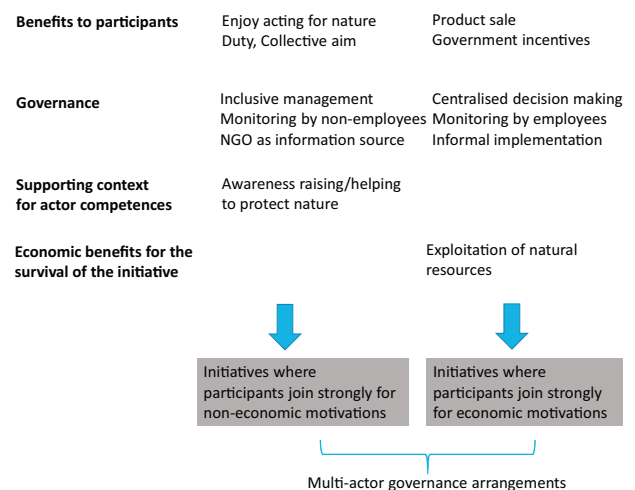 Benefits to participants
Enjoy acting for nature
Duty, Collective aim
Product sale
Government incentives
Governance
Inclusive management
Monitoring by non-employees
NGO as information source
Centralised decision making
Monitoring by employees
Informal implementation
Supporting context
for actor competences
Awareness raising/helping
to protect nature
Economic benefits for the
survival of the initiative
Exploitation of natural
resources
Initiatives where
participants join strongly for
non-economic motivations
Initiatives where
participants join strongly
for economic motivations
Multi-actor governance arrangements